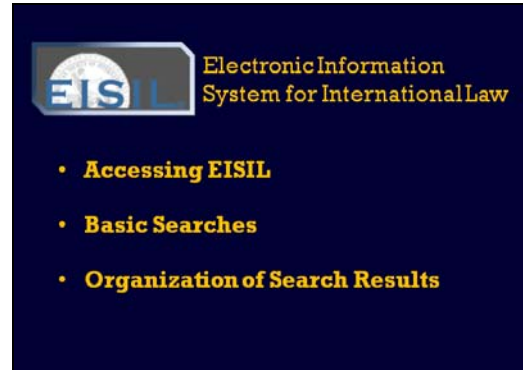 EISIL
Electronic Information
System for International Law
• Accessing EISIL
• Basic Searches
• Organization of Search Results